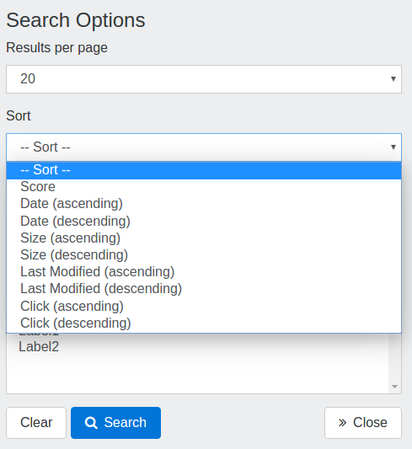 Search Options
Results per page
20
Sort
-- Sort --
-- Sort --
Score
Date (ascending)
Date (descending)
Size (ascending)
Size (descending)
Last Modified (ascending)
Last Modified (descending)
Click (ascending)
Click (descending)
Label2
Clear
Search
» Close